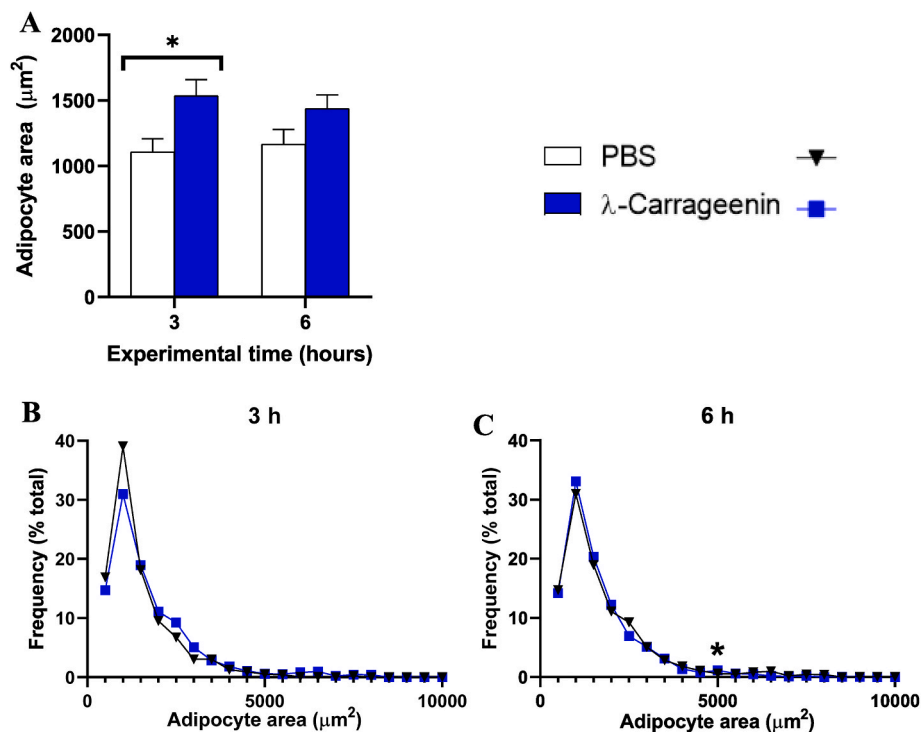 A
2000
1500
1000
500
0
Adipocyte area (μm²)
*
3
6
Experimental time (hours)
PBS
λ-Carrageenin
B
3 h
40
30
20
10
0
Frequency (% total)
0
5000
10000
Adipocyte area (μm²)
C
6 h
40
30
20
10
0
Frequency (% total)
*
0
5000
10000
Adipocyte area (μm²)